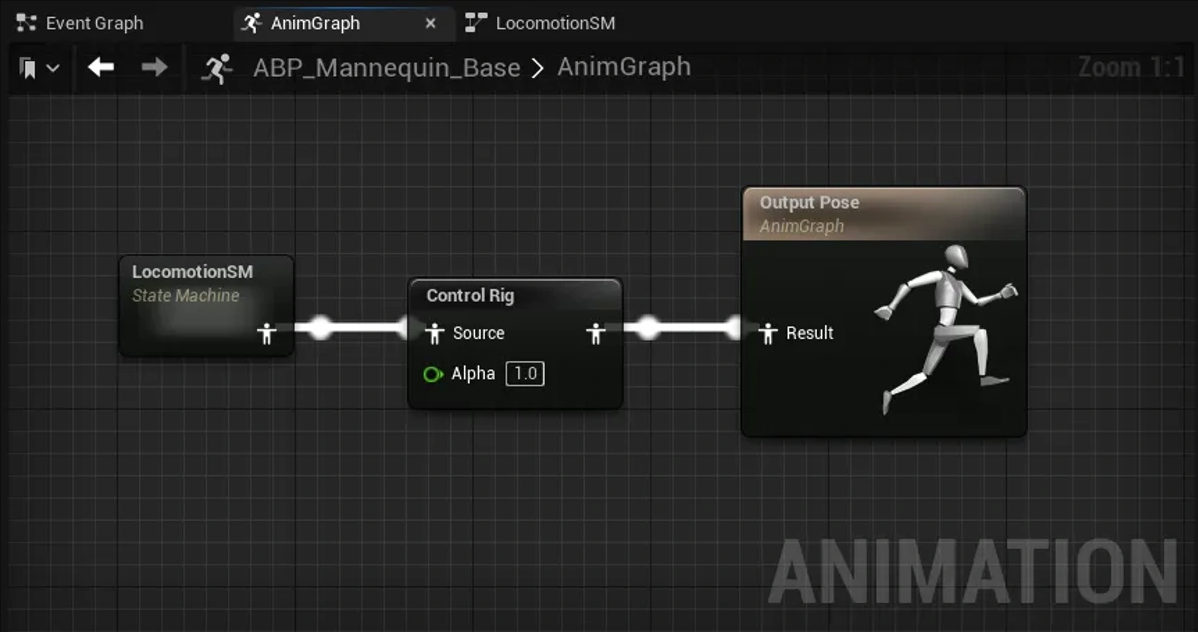 Event Graph
AnimGraph
LocomotionSM
ABP_Mannequin_Base > AnimGraph
Zoom 1:1
Output Pose
AnimGraph
LocomotionSM
State Machine
Control Rig
Source
Result
Alpha 1.0
ANIMATION